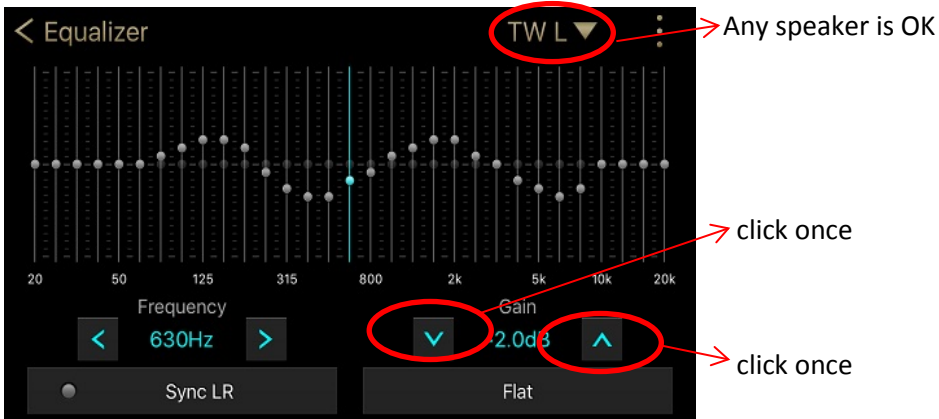 Equalizer TW L Any speaker is OK
click once
20 50 125 315 800 2k 5k 10k 20k
Frequency Gain
630Hz -2.0dB
click once
Sync LR Flat